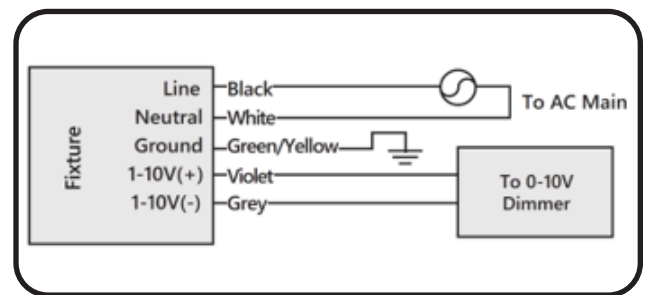 Fixture
Line Black
Neutral White
Ground Green/Yellow
1-10V(+) Violet
1-10V(-) Grey
To AC Main
To 0-10V
Dimmer